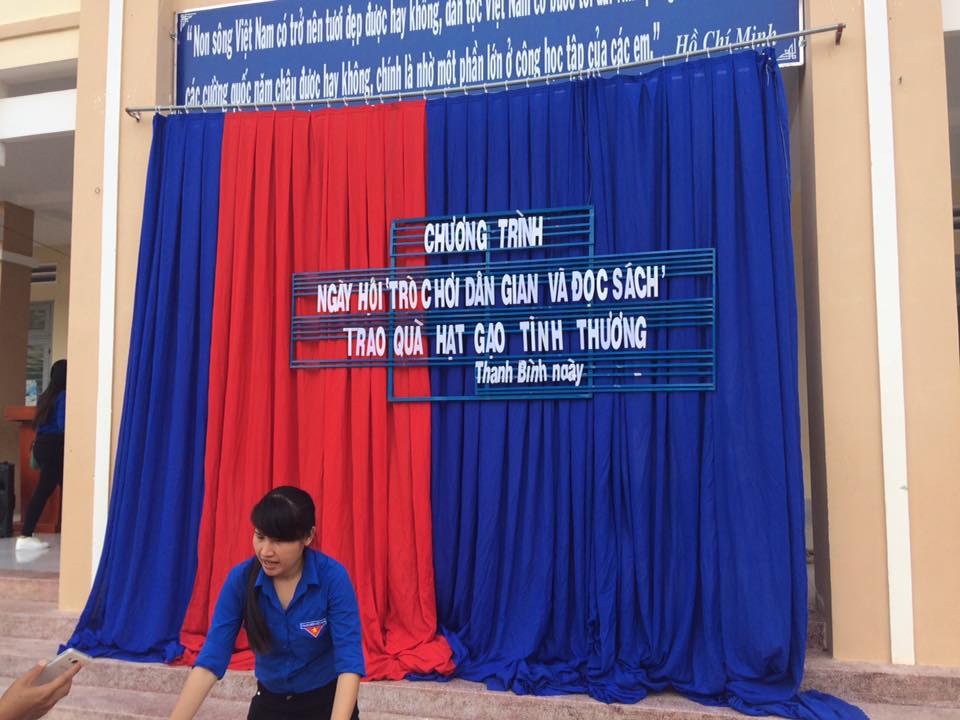 "Non sông Việt Nam có trở nên tươi đẹp được hay không, dân tộc Việt Nam có bước tới đài
các cường quốc năm châu được hay không, chính là nhờ một phần lớn ở công học tập của các em."
Hồ Chí Minh
CHƯƠNG TRÌNH
NGÀY HỘI 'TRÒ CHƠI DÂN GIAN VÀ ĐỌC SÁCH'
TRAO QUÀ HẠT GẠO TÌNH THƯƠNG
Thanh Bình ngày